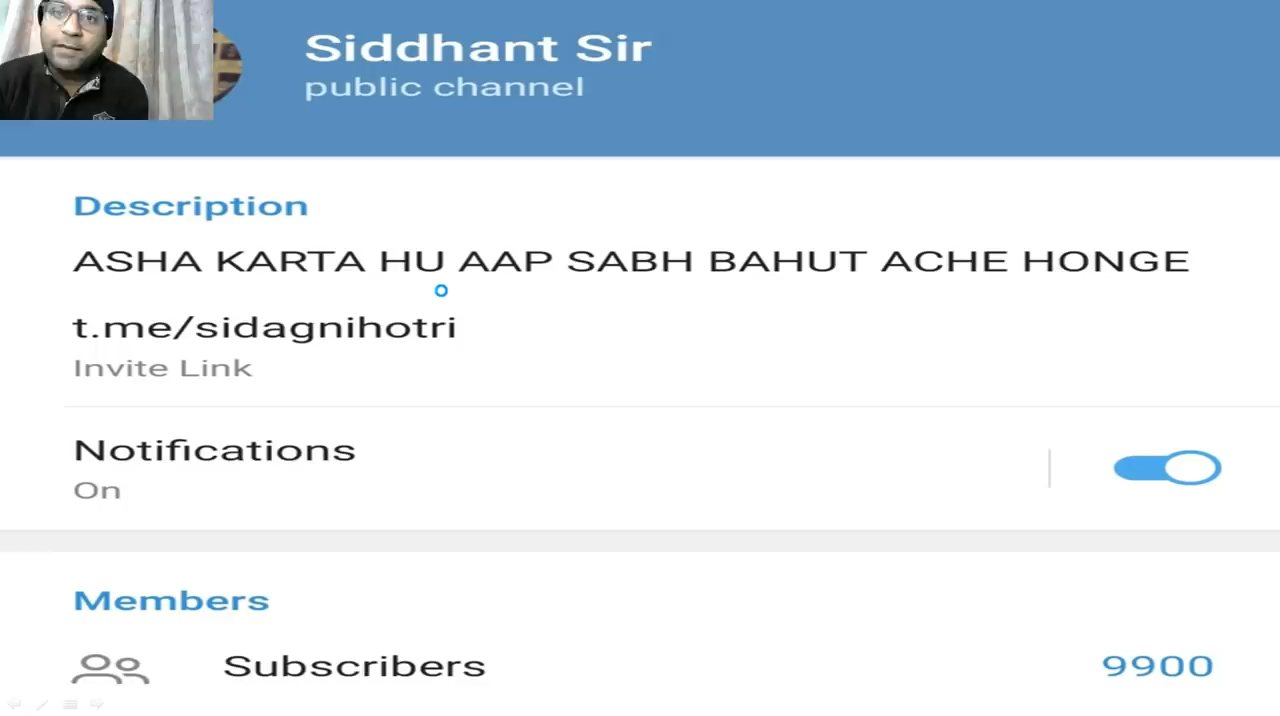 Siddhant Sir
public channel
Description
ASHA KARTA HU AAP SABH BAHUT ACHE HONGE
t.me/sidagnihotri
Invite Link
Notifications
On
Members
Subscribers 9900